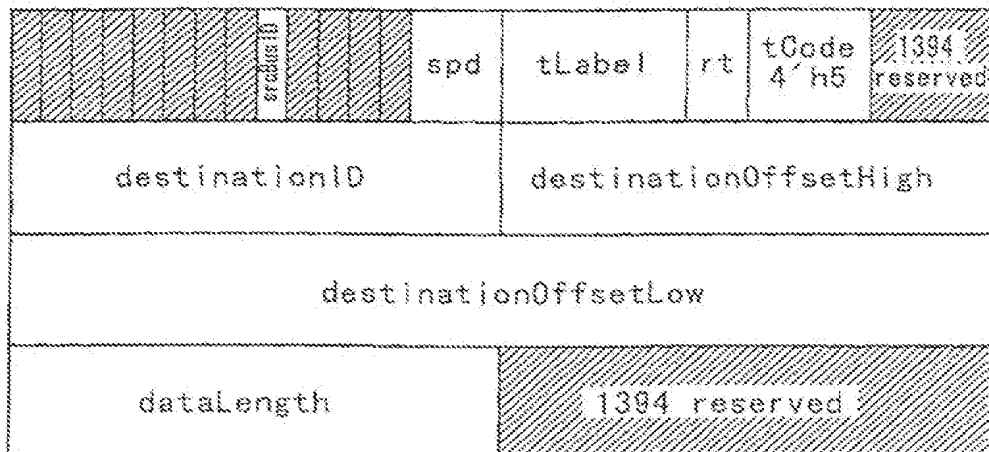 srcBusID
spd
tLabel
rt
tCode
4´h5
1394
reserved
destinationID
destinationOffsetHigh
destinationOffsetLow
dataLength
1394 reserved